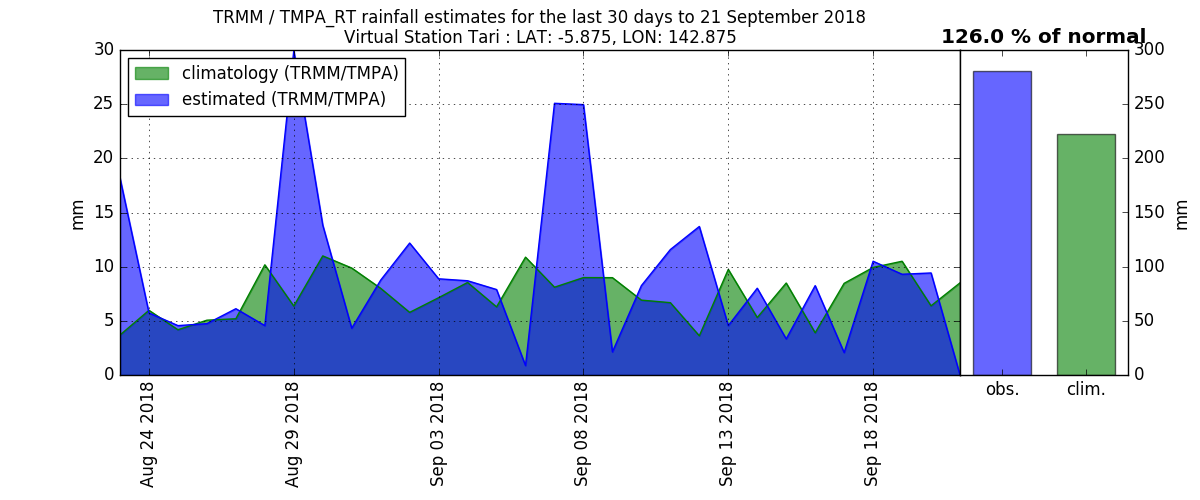 TRMM / TMPA_RT rainfall estimates for the last 30 days to 21 September 2018
Virtual Station Tari : LAT: -5.875, LON: 142.875
126.0 % of normal
climatology (TRMM/TMPA)
estimated (TRMM/TMPA)
30
25
20
15
10
5
0
mm
Aug 24 2018
Aug 29 2018
Sep 03 2018
Sep 08 2018
Sep 13 2018
Sep 18 2018
300
250
200
150
100
50
0
mm
obs.
clim.